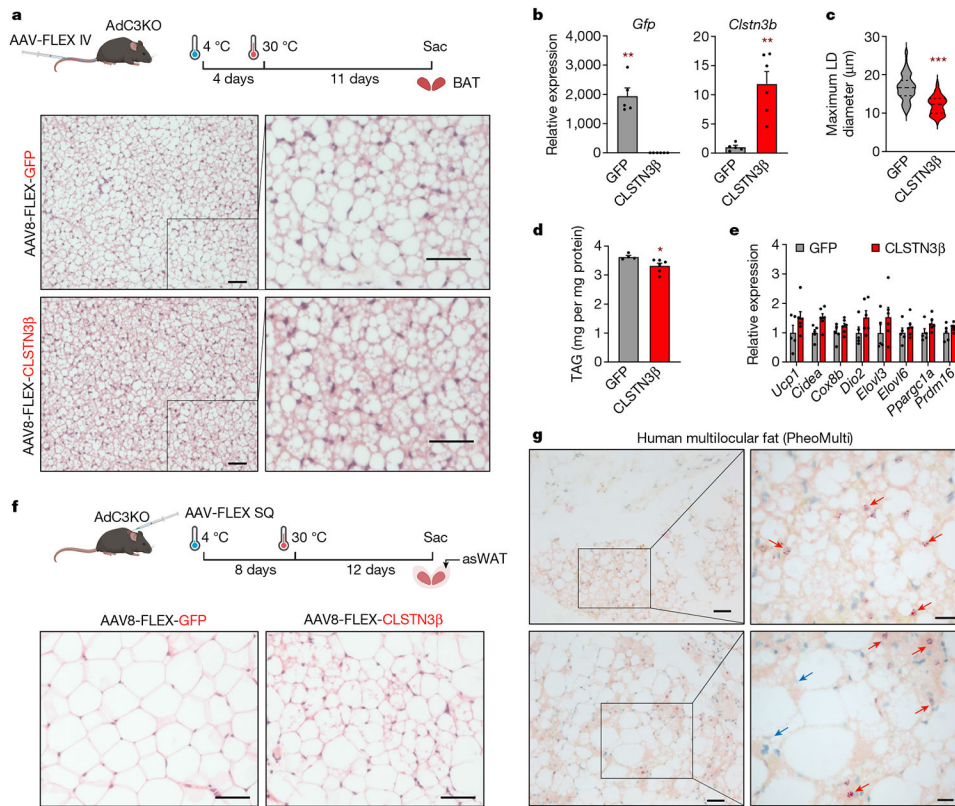 a
AdC3KO
AAV-FLEX IV
4 °C
30 °C
Sac
4 days
11 days
BAT
AAV8-FLEX-GFP
AAV8-FLEX-CLSTN3β
b
Gfp
Clstn3b
Relative expression
4,000
3,000
2,000
1,000
0
**
GFP
CLSTN3β
20
15
10
5
0
**
GFP
CLSTN3β
c
Maximum LD
diameter (μm)
30
20
10
0
***
GFP
CLSTN3β
d
TAG (mg per mg protein)
4
3
2
1
0
*
GFP
CLSTN3β
e
GFP
CLSTN3β
Relative expression
4
3
2
1
0
Ucp1
Cidea
Cox8b
Dio2
Elovl3
Elovl6
Ppargc1a
Prdm16
f
AdC3KO
AAV-FLEX SQ
4 °C
30 °C
Sac
asWAT
8 days
12 days
AAV8-FLEX-GFP
AAV8-FLEX-CLSTN3β
g
Human multilocular fat (PheoMulti)